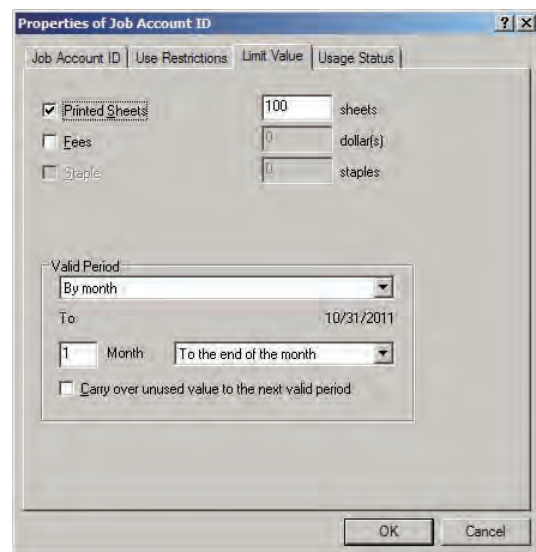 Properties of Job Account ID
Job Account ID Use Restrictions Limit Value Usage Status
Printed Sheets 100 sheets
Fees 0 dollar(s)
Staple 0 staples
Valid Period
By month
To 10/31/2011
1 Month To the end of the month
Carry over unused value to the next valid period
OK Cancel